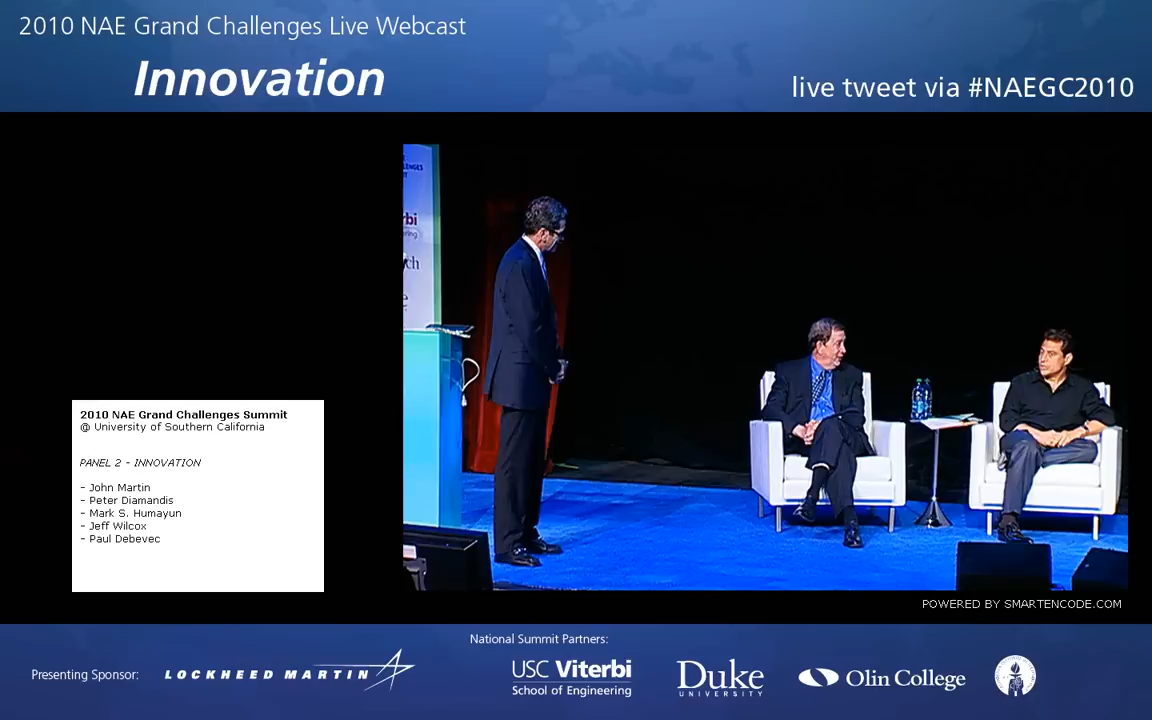 2010 NAE Grand Challenges Live Webcast
Innovation
live tweet via #NAEGC2010
2010 NAE Grand Challenges Summit
@ University of Southern California
PANEL 2 - INNOVATION
- John Martin
- Peter Diamandis
- Mark S. Humayun
- Jeff Wilcox
- Paul Debevec
POWERED BY SMARTENCODE.COM
National Summit Partners:
Presenting Sponsor:
LOCKHEED MARTIN
USC Viterbi
School of Engineering
Duke
UNIVERSITY
Olin College